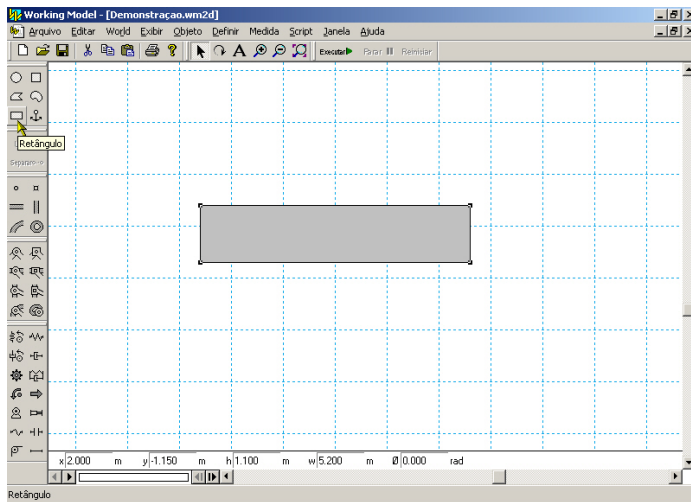 Working Model - [Demonstraçao.wm2d]
Arquivo Editar World Exibir Objeto Definir Medida Script Janela Ajuda
A Executar Parar Reiniciar
Retângulo
Separar
x 2.000 m y -1.150 m h 1.100 m w 5.200 m Ø 0.000 rad
Retângulo